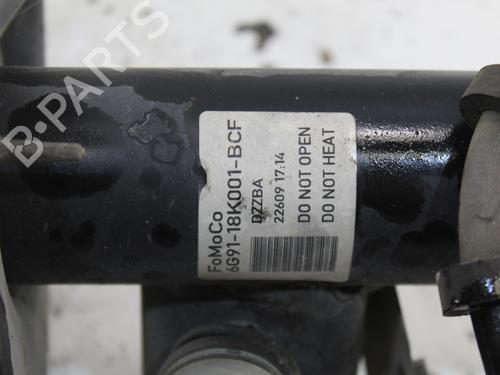 B-PARTS
FoMoCo
6G91-18K001-BCF
DZZBA
22609 17.14
DO NOT OPEN
DO NOT HEAT